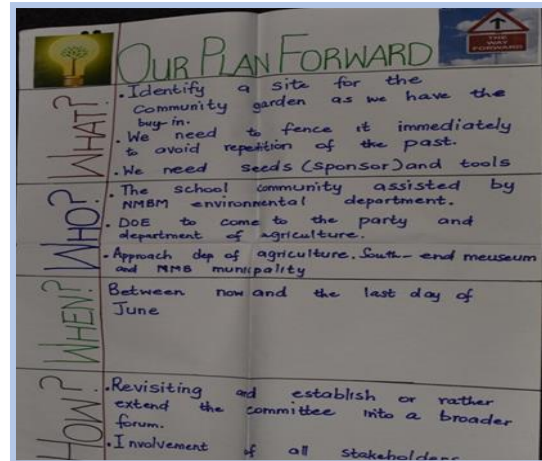 OUR PLAN FORWARD
THE WAY FORWARD
WHAT?
. Identify a site for the
Community garden as we have the
buy-in.
. We need to fence it immediately
to avoid repetition of the past.
. We need seeds (sponsor) and tools
WHO?
. The school community assisted by
NMBM environmental department.
. DOE to come to the party and
department of agriculture.
. Approach dep of agriculture. South-end meuseum
and NMB municipality
WHEN?
Between now and the last day of
June
HOW?
. Revisiting and establish or rather
extend the committee into a broader
forum.
. Involvement of all stakeholders